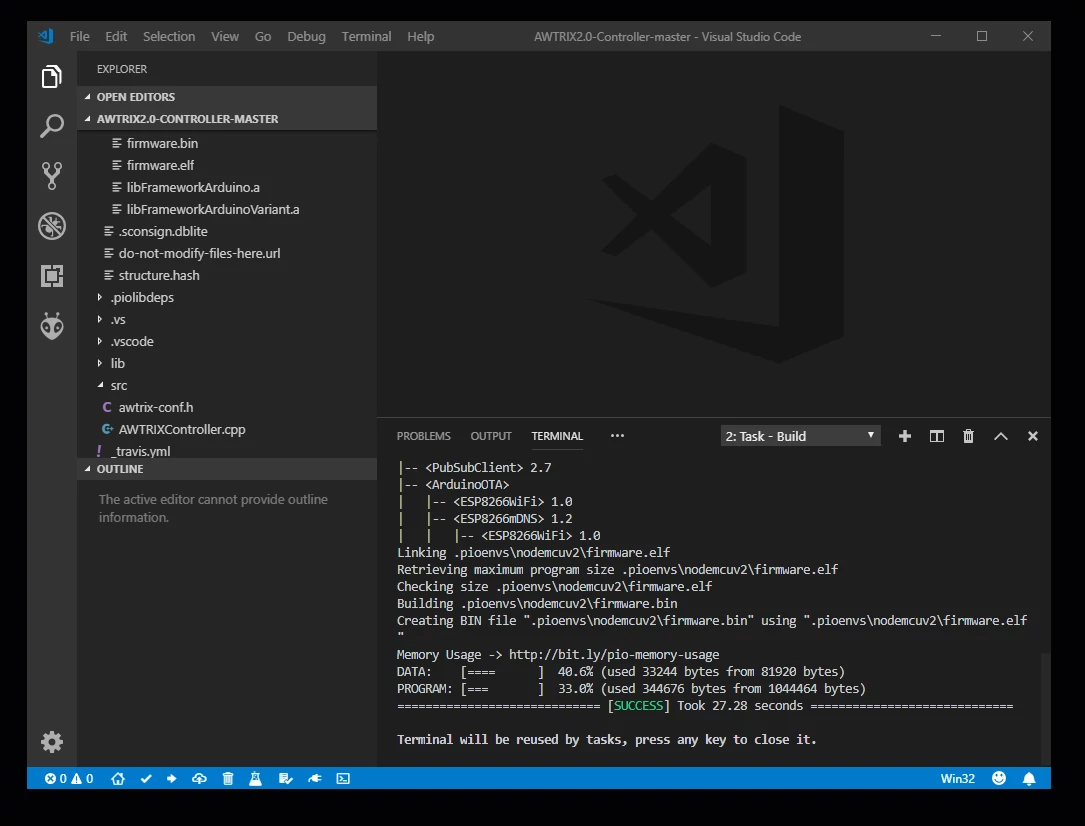 File Edit Selection View Go Debug Terminal Help AWTRIX2.0-Controller-master - Visual Studio Code
EXPLORER
OPEN EDITORS
AWTRIX2.0-CONTROLLER-MASTER
firmware.bin
firmware.elf
libFrameworkArduino.a
libFrameworkArduinoVariant.a
.sconsign.dblite
do-not-modify-files-here.url
structure.hash
.piolibdeps
.vs
.vscode
lib
src
C awtrix-conf.h
C+ AWTRIXController.cpp
! _travis.yml
OUTLINE
The active editor cannot provide outline
information.
PROBLEMS OUTPUT TERMINAL ••• 2: Task - Build
|-- <PubSubClient> 2.7
|-- <ArduinoOTA>
|   |-- <ESP8266WiFi> 1.0
|   |-- <ESP8266mDNS> 1.2
|   |   |-- <ESP8266WiFi> 1.0
Linking .pioenvs\nodemcuv2\firmware.elf
Retrieving maximum program size .pioenvs\nodemcuv2\firmware.elf
Checking size .pioenvs\nodemcuv2\firmware.elf
Building .pioenvs\nodemcuv2\firmware.bin
Creating BIN file ".pioenvs\nodemcuv2\firmware.bin" using ".pioenvs\nodemcuv2\firmware.elf
"
Memory Usage -> http://bit.ly/pio-memory-usage
DATA:    [====      ]  40.6% (used 33244 bytes from 81920 bytes)
PROGRAM: [===       ]  33.0% (used 344676 bytes from 1044464 bytes)
============================= [SUCCESS] Took 27.28 seconds =============================
Terminal will be reused by tasks, press any key to close it.
0 0 Win32